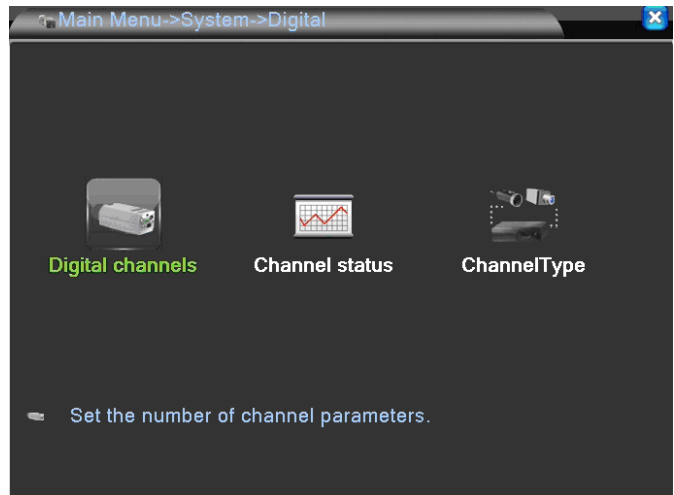 Main Menu->System->Digital
Digital channels
Channel status
ChannelType
Set the number of channel parameters.